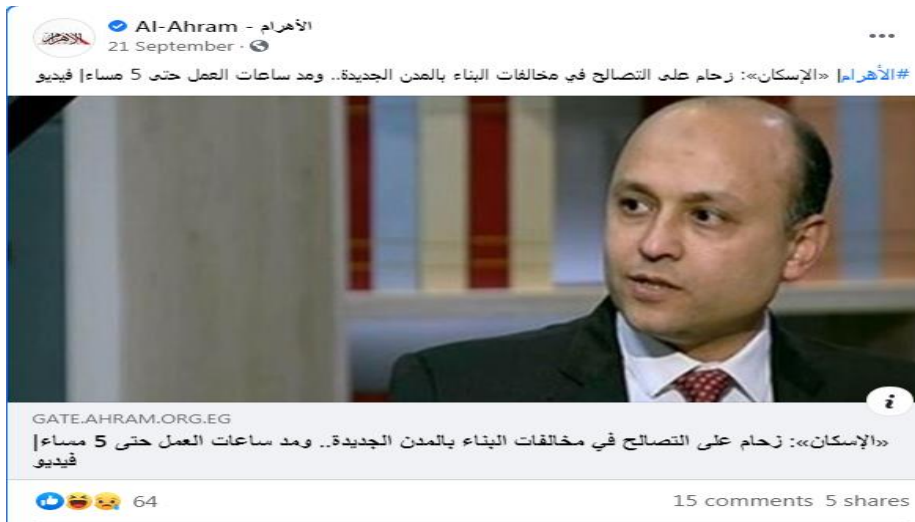 Al-Ahram - الأهرام
21 September ·
#الأهرام| «الإسكان»: زحام على التصالح في مخالفات البناء بالمدن الجديدة.. ومد ساعات العمل حتى 5 مساء| فيديو
GATE.AHRAM.ORG.EG
«الإسكان»: زحام على التصالح في مخالفات البناء بالمدن الجديدة.. ومد ساعات العمل حتى 5 مساء|
فيديو
64
15 comments 5 shares